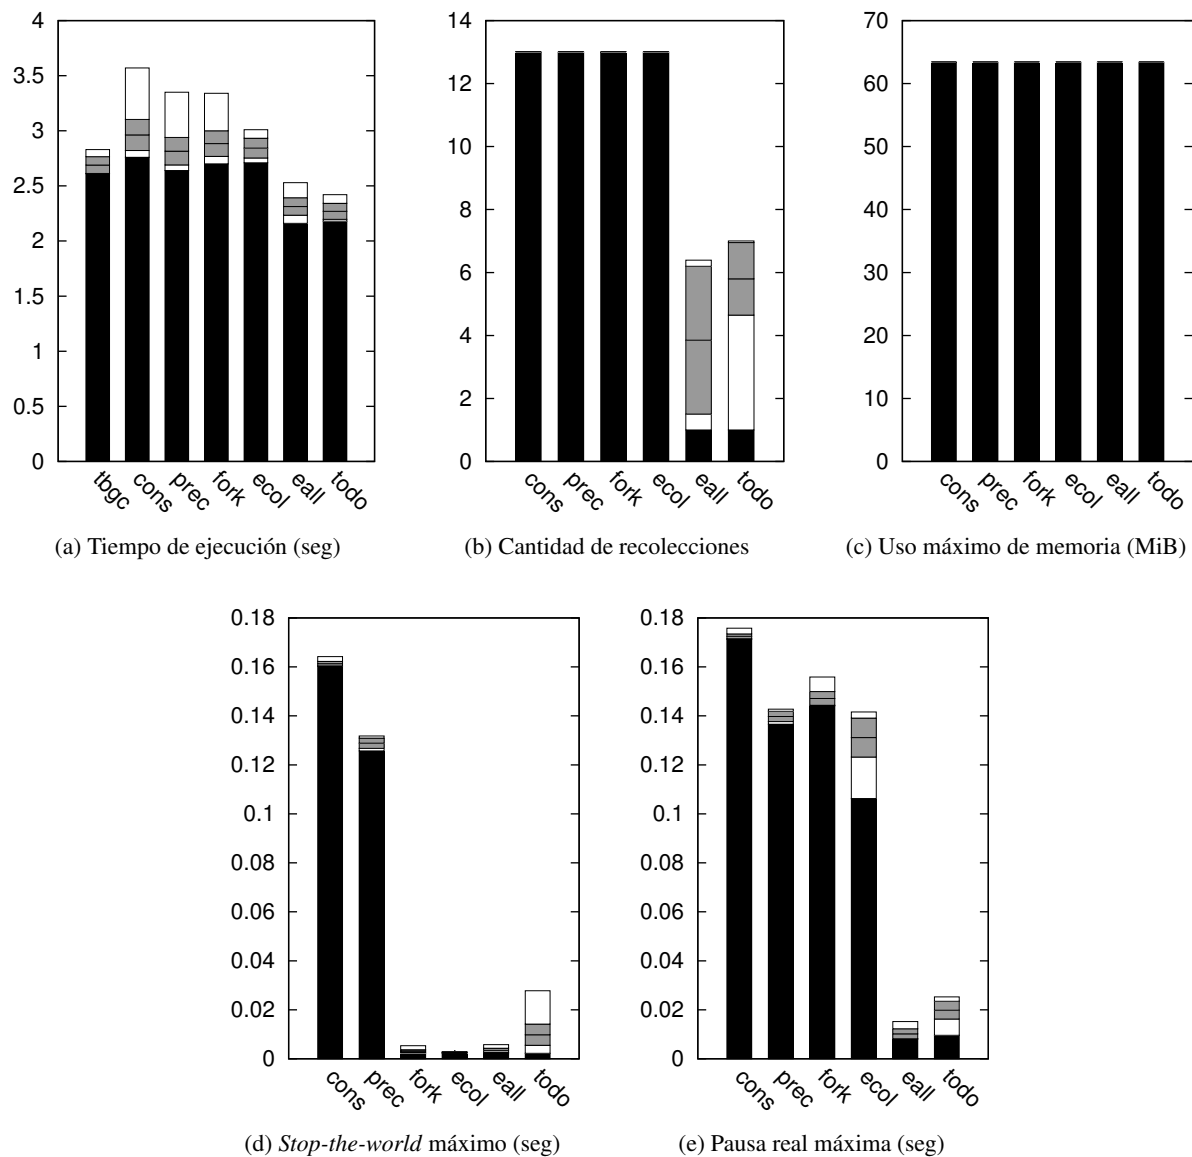 4
3.5
3
2.5
2
1.5
1
0.5
0
tbgc
cons
prec
fork
ecol
eall
todo
(a) Tiempo de ejecución (seg)
14
12
10
8
6
4
2
0
cons
prec
fork
ecol
eall
todo
(b) Cantidad de recolecciones
70
60
50
40
30
20
10
0
cons
prec
fork
ecol
eall
todo
(c) Uso máximo de memoria (MiB)
0.18
0.16
0.14
0.12
0.1
0.08
0.06
0.04
0.02
0
cons
prec
fork
ecol
eall
todo
(d) Stop-the-world máximo (seg)
0.18
0.16
0.14
0.12
0.1
0.08
0.06
0.04
0.02
0
cons
prec
fork
ecol
eall
todo
(e) Pausa real máxima (seg)